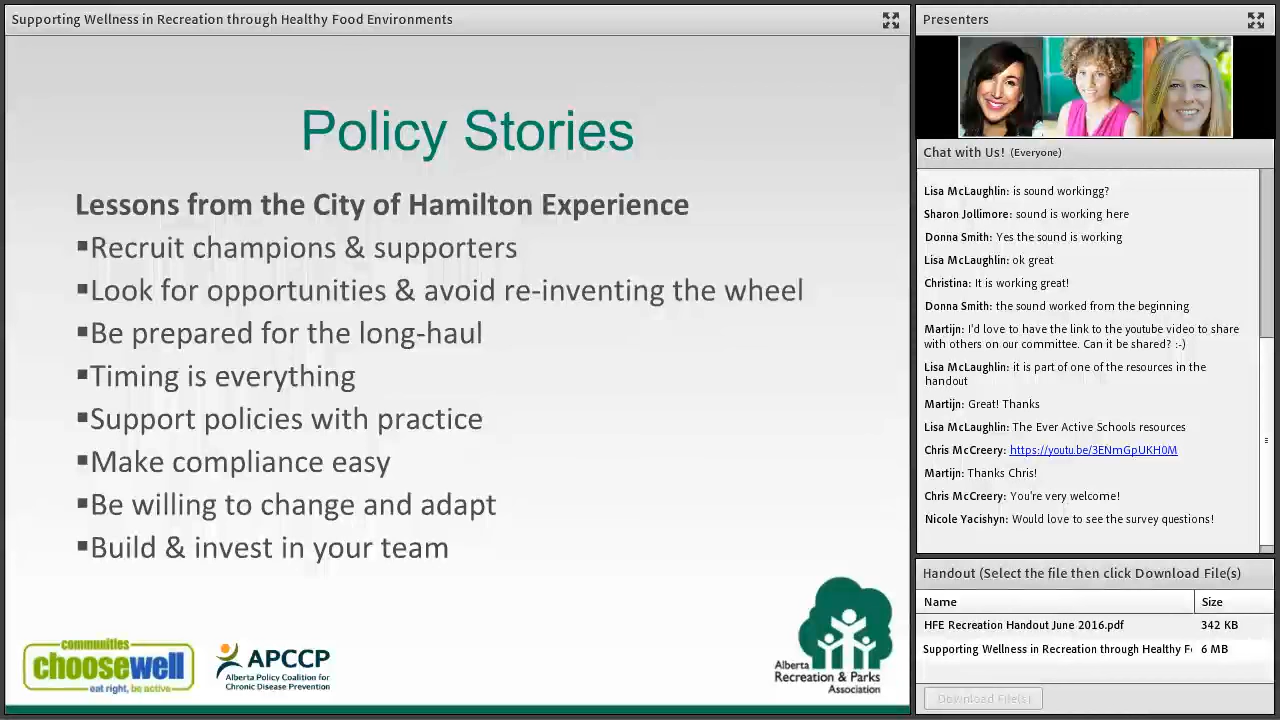 Supporting Wellness in Recreation through Healthy Food Environments
Policy Stories
Lessons from the City of Hamilton Experience
▪Recruit champions & supporters
▪Look for opportunities & avoid re-inventing the wheel
▪Be prepared for the long-haul
▪Timing is everything
▪Support policies with practice
▪Make compliance easy
▪Be willing to change and adapt
▪Build & invest in your team
communities
choosewell
eat right, be active
APCCP
Alberta Policy Coalition for
Chronic Disease Prevention
Alberta
Recreation & Parks
Association
Presenters
Chat with Us! (Everyone)
Lisa McLaughlin: is sound workingg?
Sharon Jollimore: sound is working here
Donna Smith: Yes the sound is working
Lisa McLaughlin: ok great
Christina: It is working great!
Donna Smith: the sound worked from the beginning
Martijn: I'd love to have the link to the youtube video to share
with others on our committee. Can it be shared? :-)
Lisa McLaughlin: it is part of one of the resources in the
handout
Martijn: Great! Thanks
Lisa McLaughlin: The Ever Active Schools resources
Chris McCreery: https://youtu.be/3ENmGpUKH0M
Martijn: Thanks Chris!
Chris McCreery: You're very welcome!
Nicole Yacishyn: Would love to see the survey questions!
Handout (Select the file then click Download File(s)
Name Size
HFE Recreation Handout June 2016.pdf 342 KB
Supporting Wellness in Recreation through Healthy F 6 MB
Download File(s)